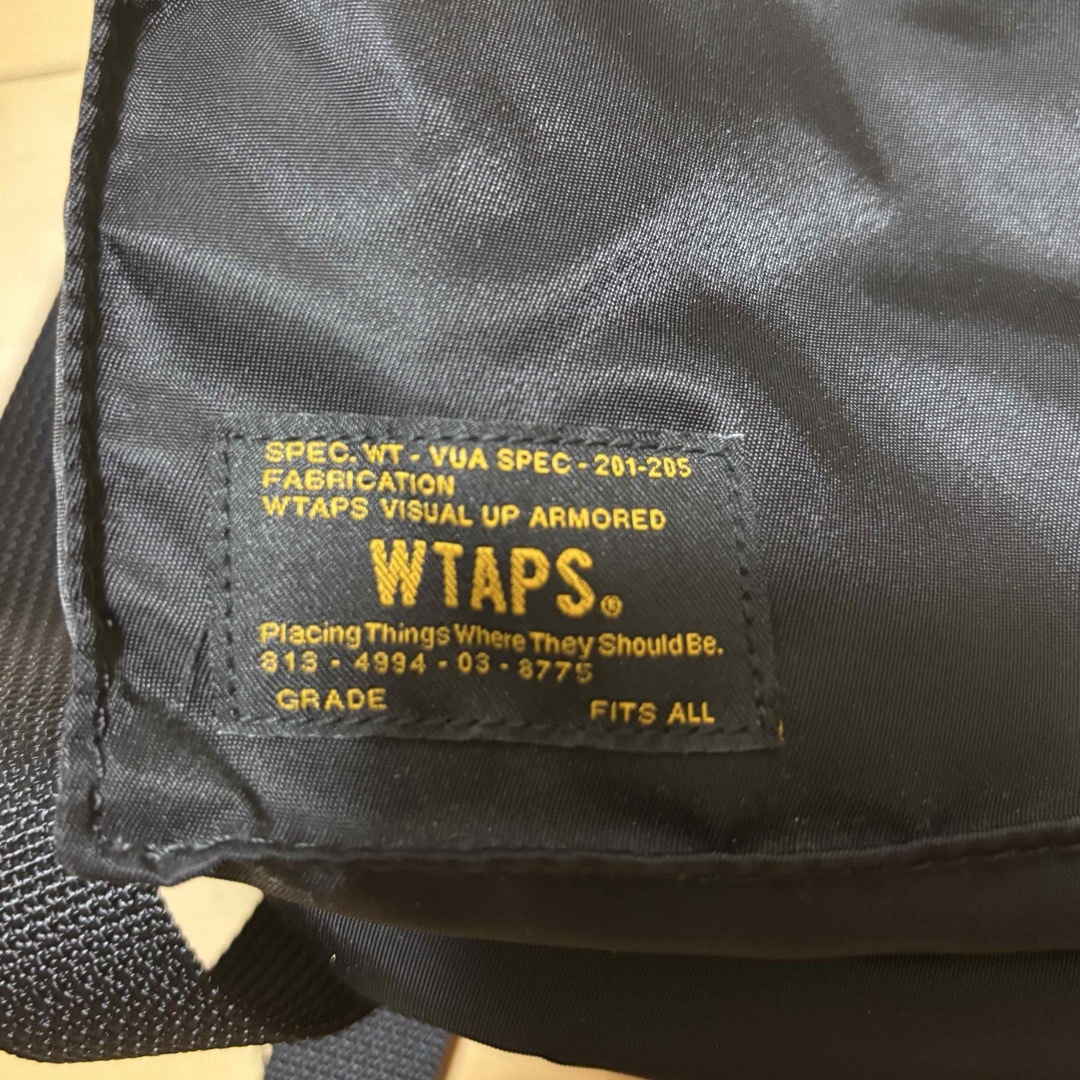 SPEC. WT - VUA SPEC - 201-205
FABRICATION
WTAPS VISUAL UP ARMORED
WTAPS®
Placing Things Where They Should Be.
813 - 4994 - 03 - 8775
GRADE FITS ALL